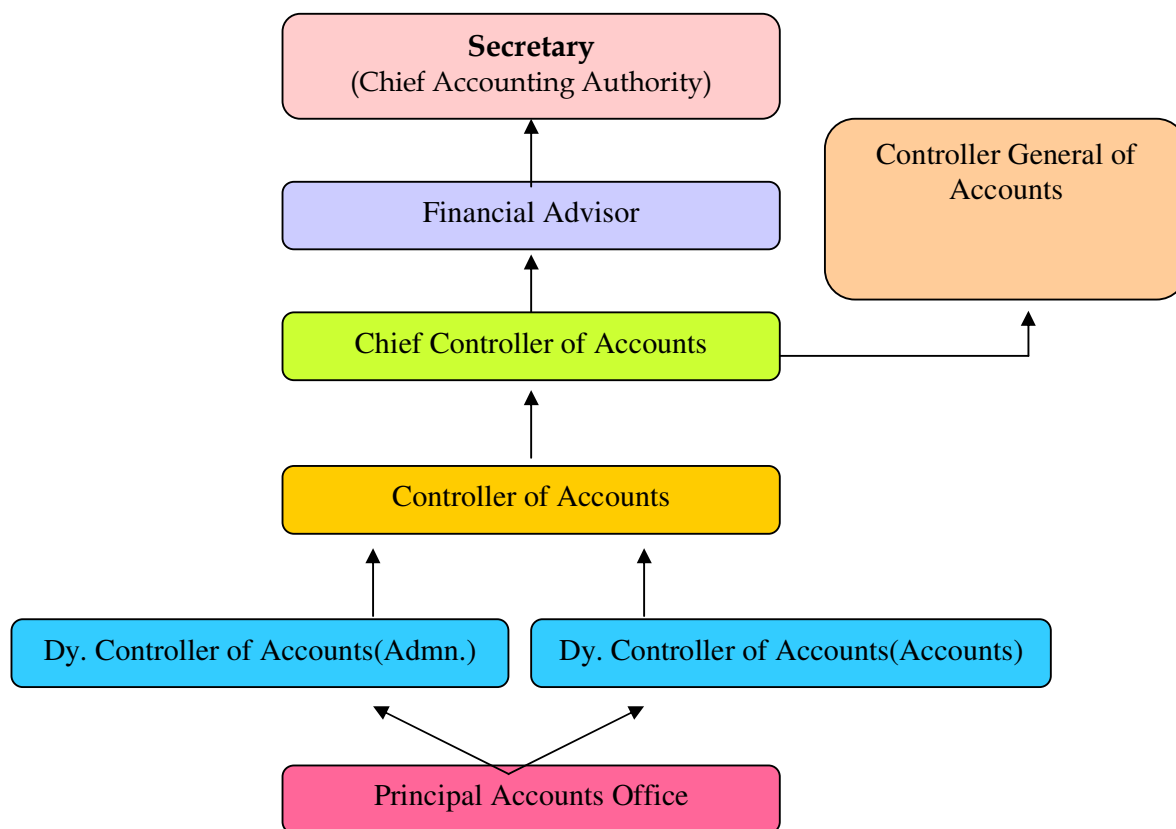 Secretary
(Chief Accounting Authority)
Controller General of
Accounts
Financial Advisor
Chief Controller of Accounts
Controller of Accounts
Dy. Controller of Accounts(Admn.)
Dy. Controller of Accounts(Accounts)
Principal Accounts Office